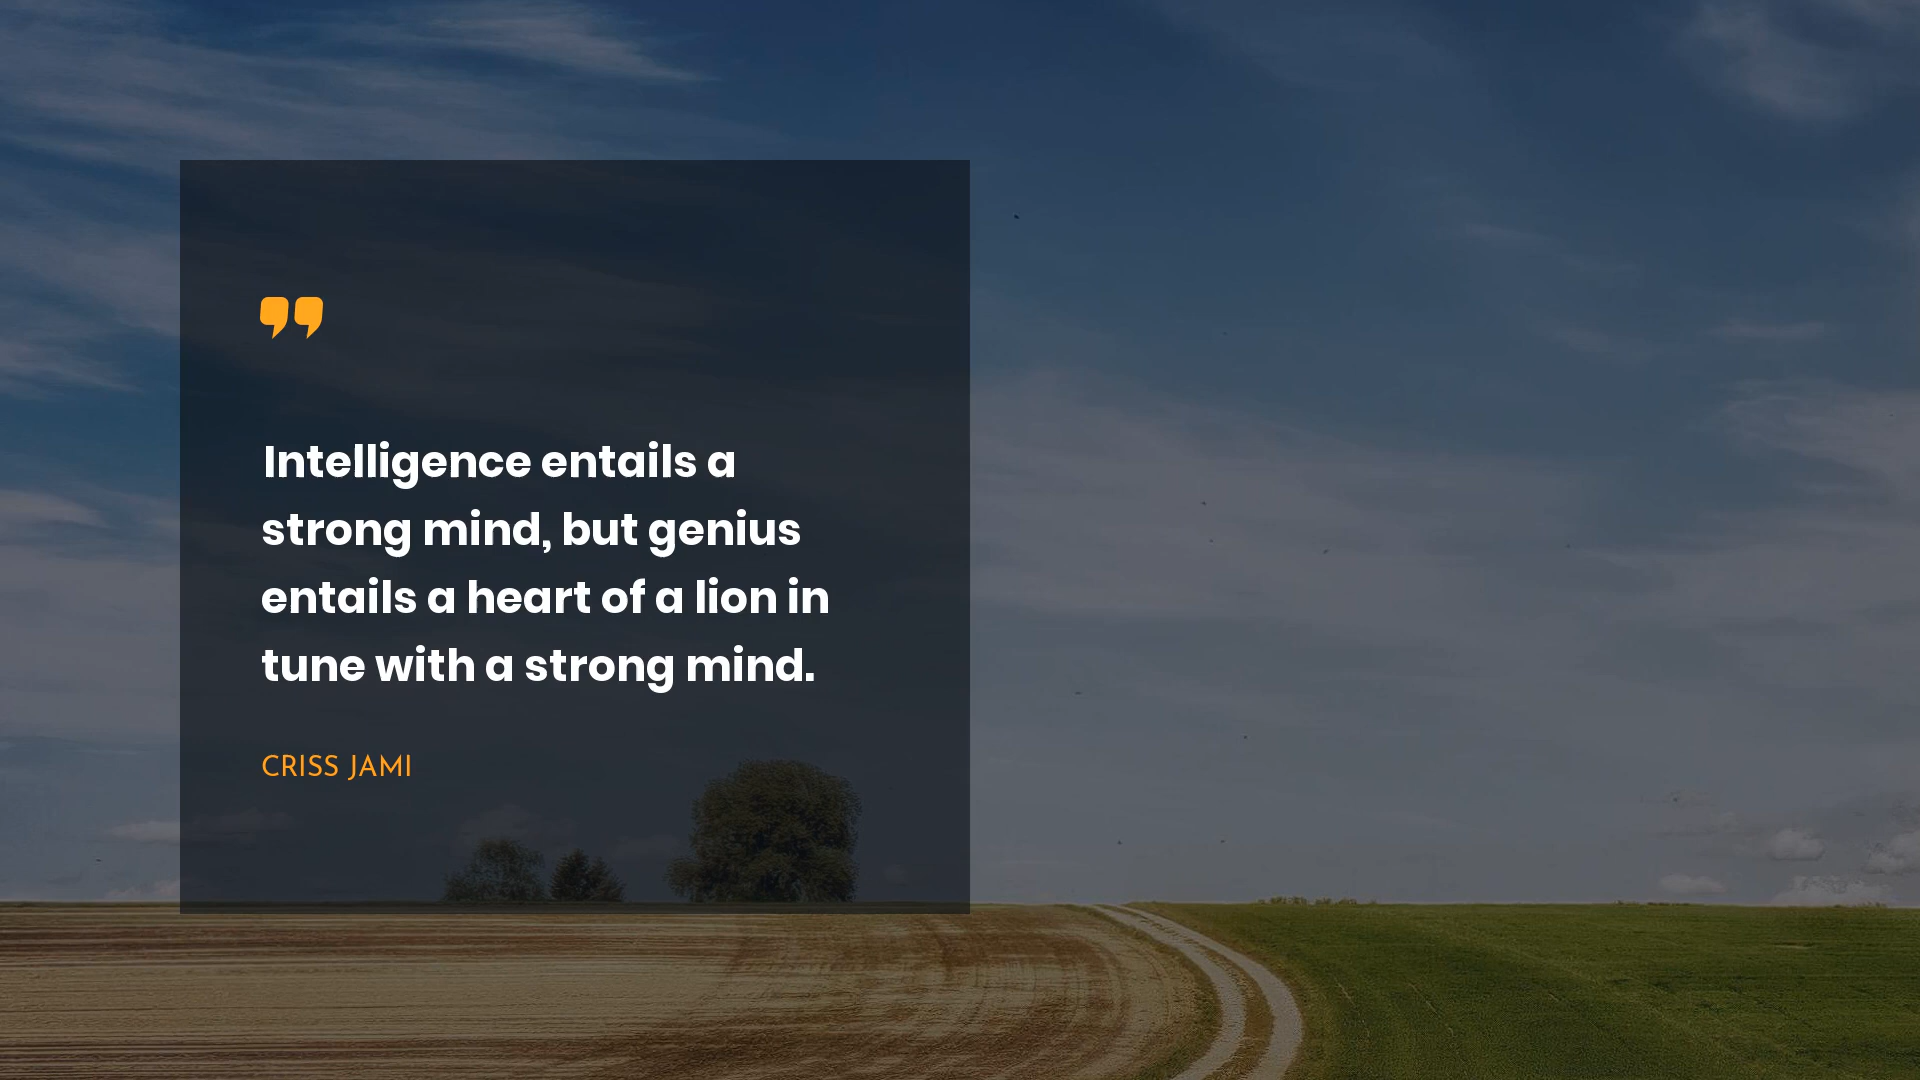 ”
Intelligence entails a
strong mind, but genius
entails a heart of a lion in
tune with a strong mind.
CRISS JAMI